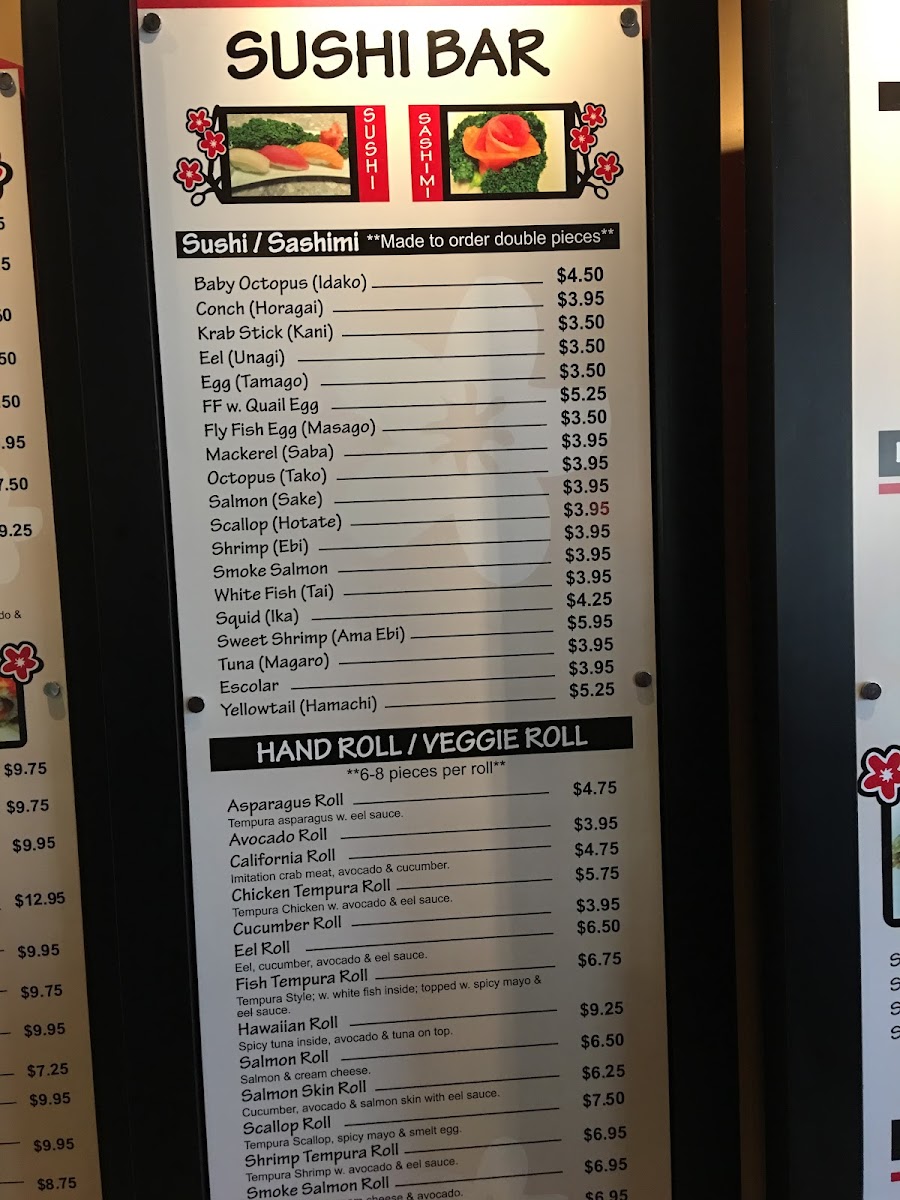 SUSHI BAR
SUSHI
SASHIMI
Sushi / Sashimi **Made to order double pieces**
Baby Octopus (Idako) $4.50
Conch (Horagai) $3.95
Krab Stick (Kani) $3.50
Eel (Unagi) $3.50
Egg (Tamago) $3.50
FF w. Quail Egg $5.25
Fly Fish Egg (Masago) $3.50
Mackerel (Saba) $3.95
Octopus (Tako) $3.95
Salmon (Sake) $3.95
Scallop (Hotate) $3.95
Shrimp (Ebi) $3.95
Smoke Salmon $3.95
White Fish (Tai) $3.95
Squid (Ika) $4.25
Sweet Shrimp (Ama Ebi) $5.95
Tuna (Magaro) $3.95
Escolar $3.95
Yellowtail (Hamachi) $5.25
HAND ROLL / VEGGIE ROLL
**6-8 pieces per roll**
Asparagus Roll $4.75
Tempura asparagus w. eel sauce.
Avocado Roll $3.95
California Roll $4.75
Imitation crab meat, avocado & cucumber.
Chicken Tempura Roll $5.75
Tempura Chicken w. avocado & eel sauce.
Cucumber Roll $3.95
Eel Roll $6.50
Eel, cucumber, avocado & eel sauce.
Fish Tempura Roll $6.75
Tempura Style; w. white fish inside; topped w. spicy mayo &
eel sauce.
Hawaiian Roll $9.25
Spicy tuna inside, avocado & tuna on top.
Salmon Roll $6.50
Salmon & cream cheese.
Salmon Skin Roll $6.25
Cucumber, avocado & salmon skin with eel sauce.
Scallop Roll $7.50
Tempura Scallop, spicy mayo & smelt egg.
Shrimp Tempura Roll $6.95
Tempura Shrimp w. avocado & eel sauce.
Smoke Salmon Roll $6.95
cheese & avocado.
$6.95
$9.75
$9.75
$9.95
$12.95
$9.95
$9.75
$9.95
$7.25
$9.95
$9.95
$8.75